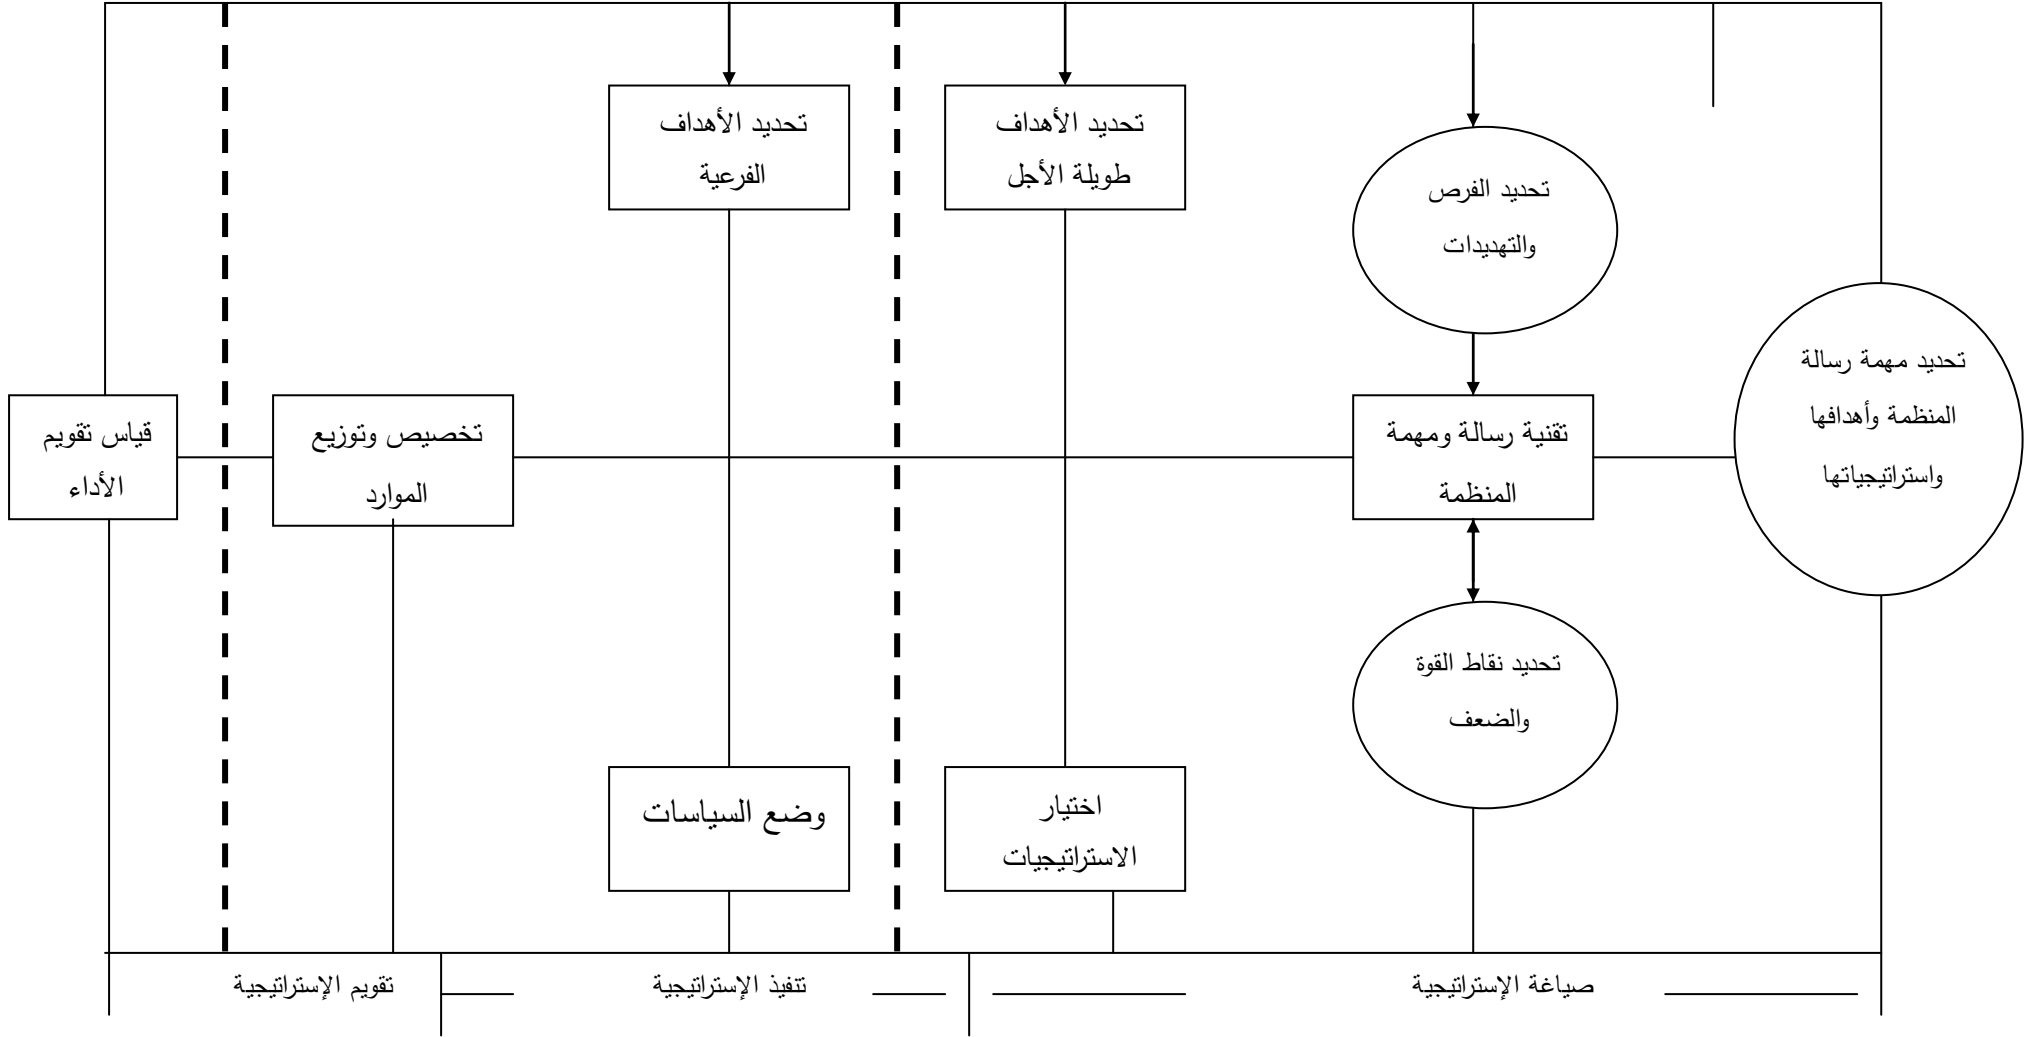 تحديد الأهداف
الفرعية
تحديد الأهداف
طويلة الأجل
تحديد الفرص
والتهديدات
تحديد مهمة رسالة
المنظمة وأهدافها
واستراتيجياتها
تقنية رسالة ومهمة
المنظمة
تخصيص وتوزيع
الموارد
قياس تقويم
الأداء
تحديد نقاط القوة
والضعف
اختيار
الاستراتيجيات
وضع السياسات
صياغة الإستراتيجية
تنفيذ الإستراتيجية
تقويم الإستراتيجية